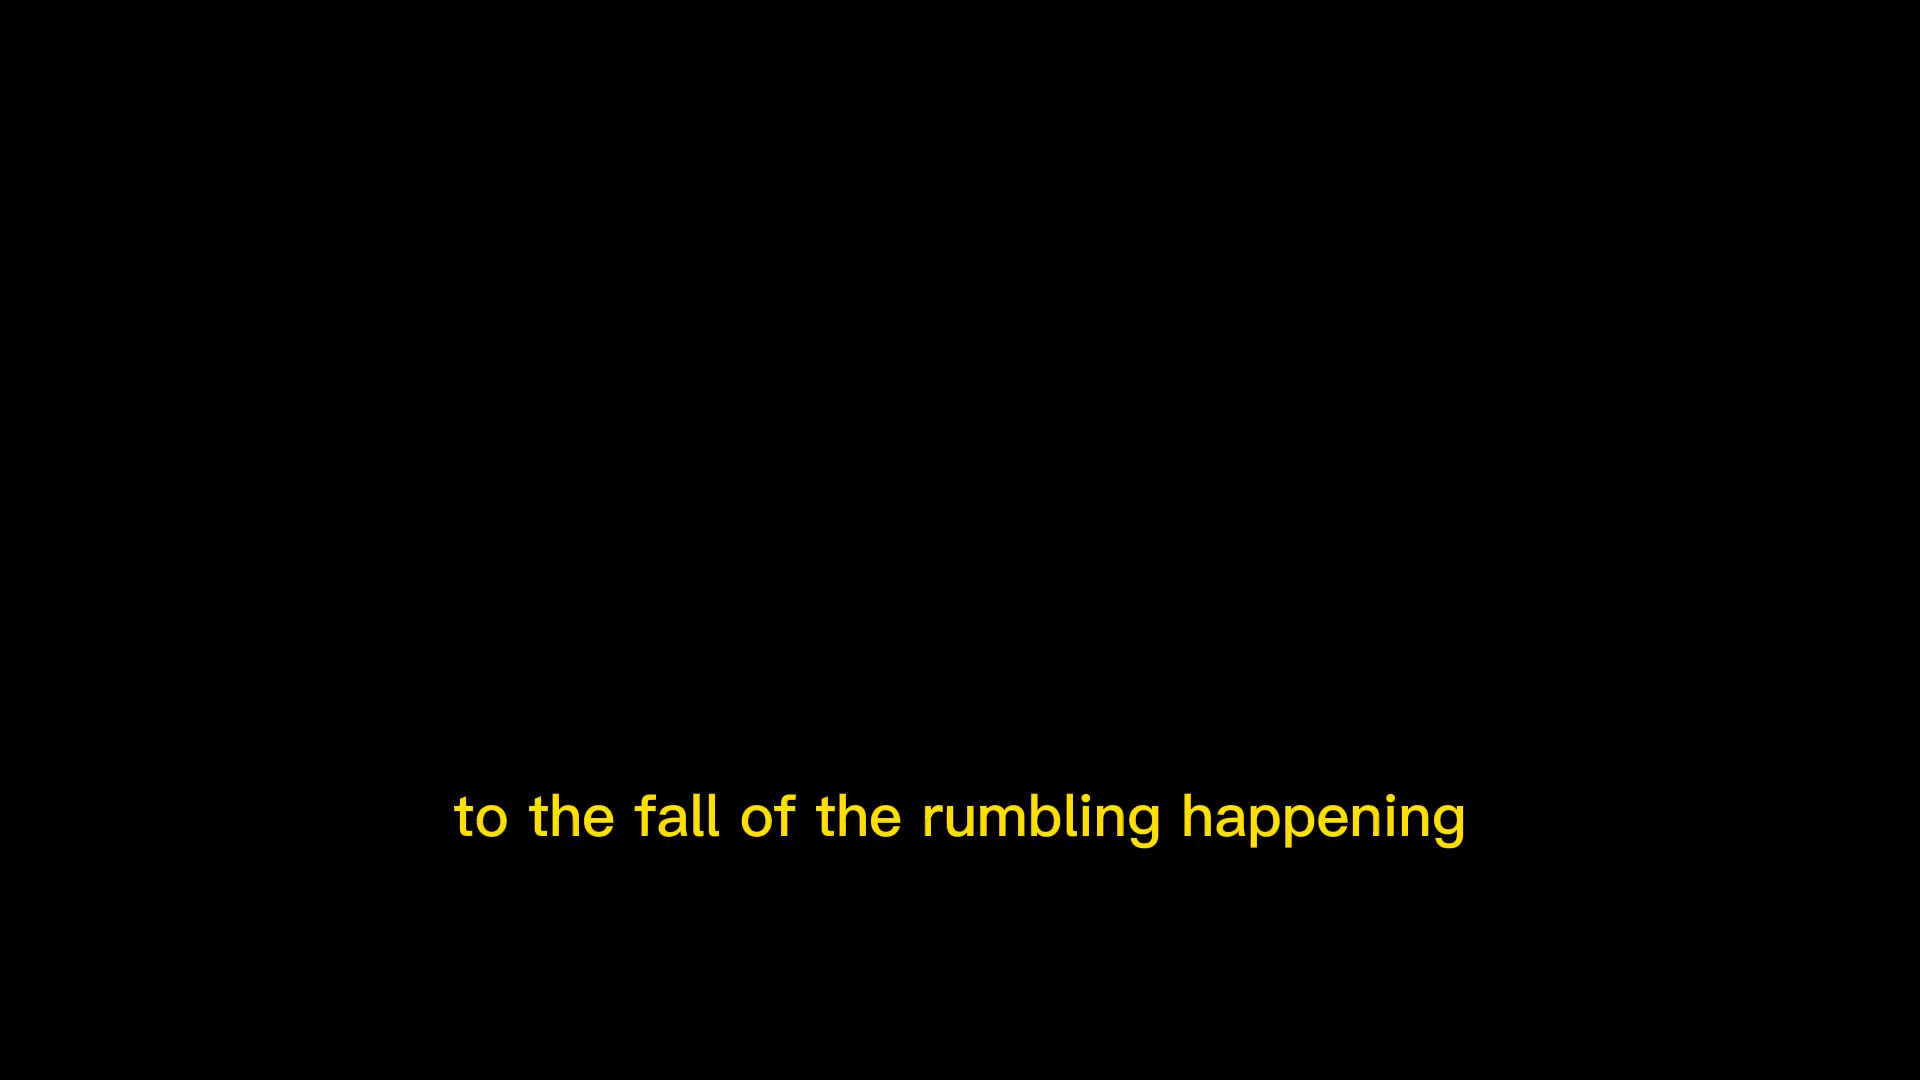 to the fall of the rumbling happening